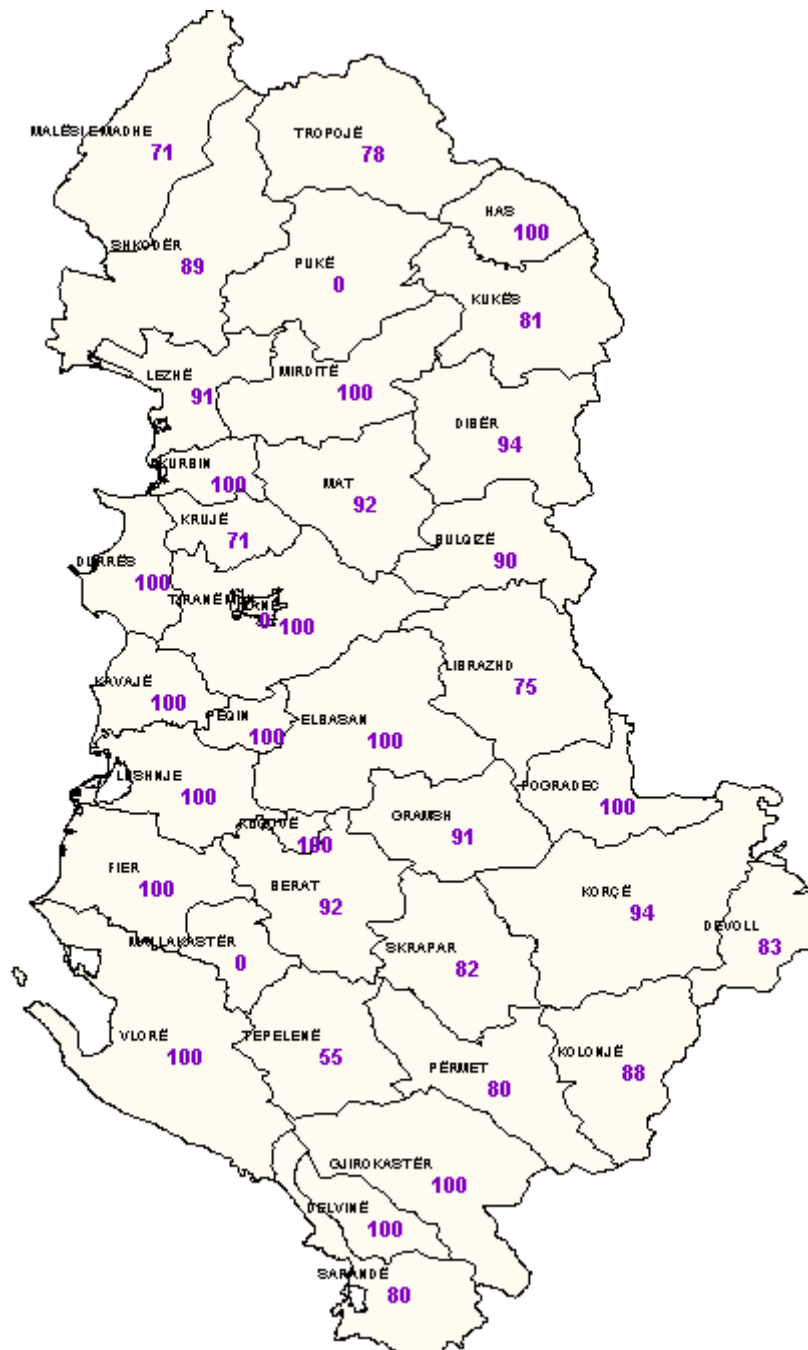 MALËSI E MADHE
71
TROPOJË
78
HAS
100
SHKODËR
89
PUKË
0
KUKËS
81
LEZHË
91
MIRDITË
100
DIBËR
94
KURBIN
100
MAT
92
KRUJË
71
BULQIZË
90
DURRËS
100
0
100
LIBRAZHD
75
KAVAJË
100
PEQIN
100
ELBASAN
100
LUSHNJE
100
POGRADEC
100
KUÇOVË
100
GRAMSH
91
FIER
100
BERAT
92
KORÇË
94
DEVOLL
83
MALLAKASTËR
0
SKRAPAR
82
VLORË
100
TEPELENË
55
PËRMET
80
KOLONJË
88
GJIROKASTËR
100
DELVINË
100
SARANDË
80